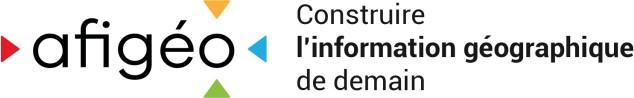 afigéo
Construire
l'information géographique
de demain